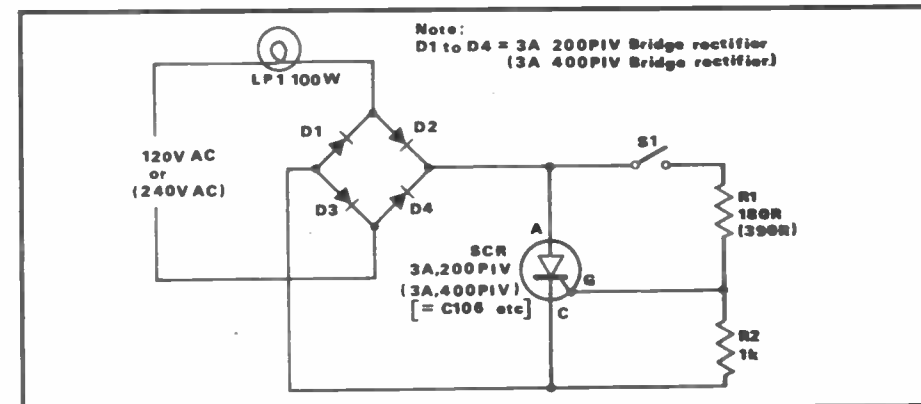 Note:
D1 to D4 = 3A 200PIV Bridge rectifier
(3A 400PIV Bridge rectifier)
LP1 100W
D1
D2
S1
120V AC
or
(240V AC)
D3
D4
R1
180R
(390R)
A
SCR
3A,200PIV
(3A,400PIV)
[= C106 etc]
G
C
R2
1k